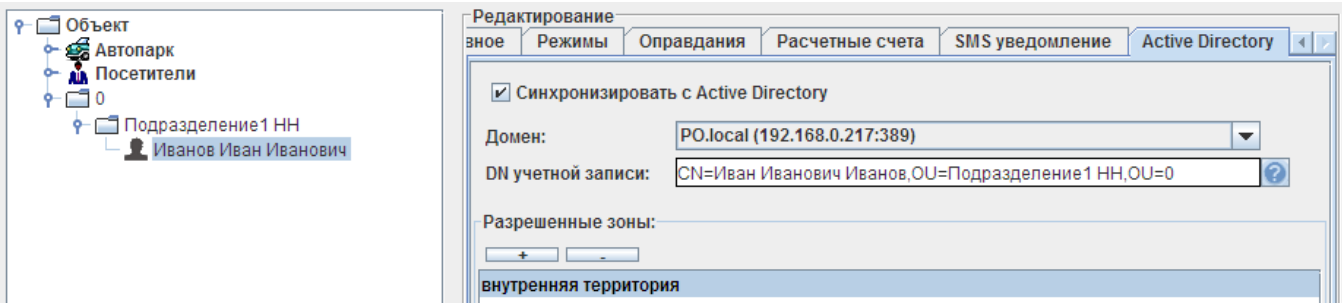 Объект
Автопарк
Посетители
0
Подразделение1 НН
Иванов Иван Иванович
Редактирование
вное Режимы Оправдания Расчетные счета SMS уведомление Active Directory
Синхронизировать с Active Directory
Домен: PO.local (192.168.0.217:389)
DN учетной записи: CN=Иван Иванович Иванов,OU=Подразделение1 НН,OU=0
Разрешенные зоны:
+ -
внутренняя территория